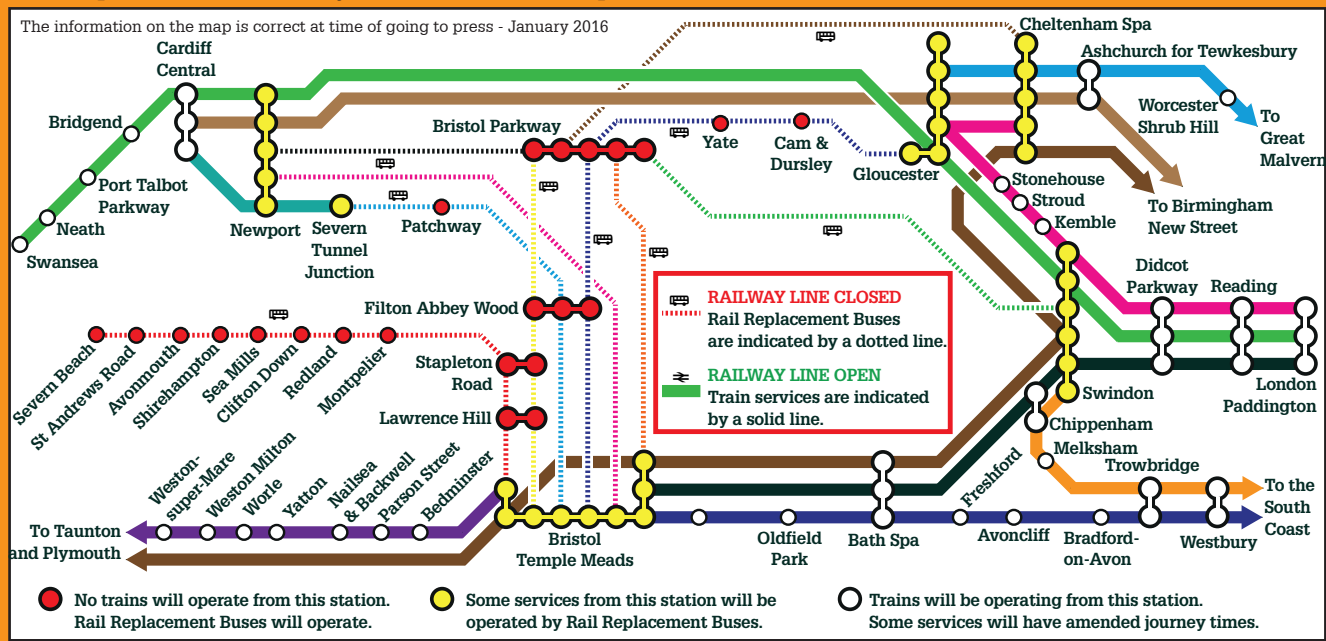 The information on the map is correct at time of going to press - January 2016
Cardiff
Central
Cheltenham Spa
Ashchurch for Tewkesbury
Bridgend
Port Talbot
Parkway
Neath
Swansea
Newport
Severn
Tunnel
Junction
Patchway
Bristol Parkway
Yate
Cam &
Dursley
Gloucester
Worcester
Shrub Hill
To
Great
Malvern
Stonehouse
Stroud
Kemble
To Birmingham
New Street
Didcot
Parkway
Reading
London
Paddington
Swindon
Filton Abbey Wood
Stapleton
Road
Lawrence Hill
RAILWAY LINE CLOSED
Rail Replacement Buses
are indicated by a dotted line.
RAILWAY LINE OPEN
Train services are indicated
by a solid line.
Severn Beach
St Andrews Road
Avonmouth
Shirehampton
Sea Mills
Clifton Down
Redland
Montpelier
Chippenham
Melksham
Trowbridge
To the
South
Coast
Westbury
Weston-
super-Mare
Weston Milton
Worle
Yatton
Nailsea
& Backwell
Parson Street
Bedminster
To Taunton
and Plymouth
Bristol
Temple Meads
Oldfield
Park
Bath Spa
Freshford
Avoncliff
Bradford-
on-Avon
No trains will operate from this station.
Rail Replacement Buses will operate.
Some services from this station will be
operated by Rail Replacement Buses.
Trains will be operating from this station.
Some services will have amended journey times.